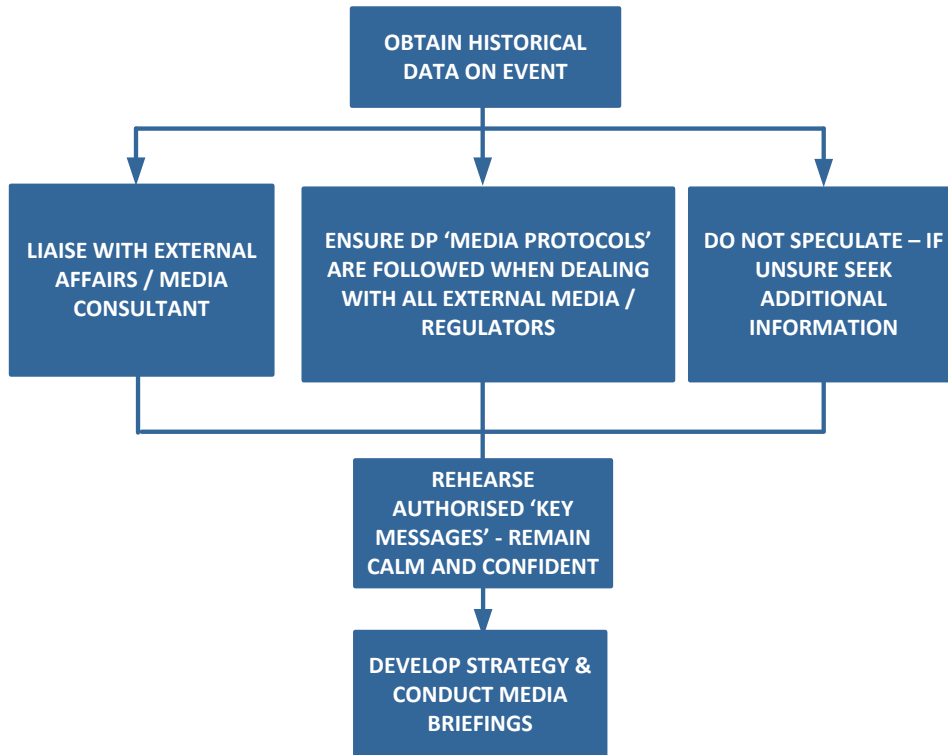 OBTAIN HISTORICAL
DATA ON EVENT
LIAISE WITH EXTERNAL
AFFAIRS / MEDIA
CONSULTANT
ENSURE DP ‘MEDIA PROTOCOLS’
ARE FOLLOWED WHEN DEALING
WITH ALL EXTERNAL MEDIA /
REGULATORS
DO NOT SPECULATE – IF
UNSURE SEEK
ADDITIONAL
INFORMATION
REHEARSE
AUTHORISED ‘KEY
MESSAGES’ - REMAIN
CALM AND CONFIDENT
DEVELOP STRATEGY &
CONDUCT MEDIA
BRIEFINGS